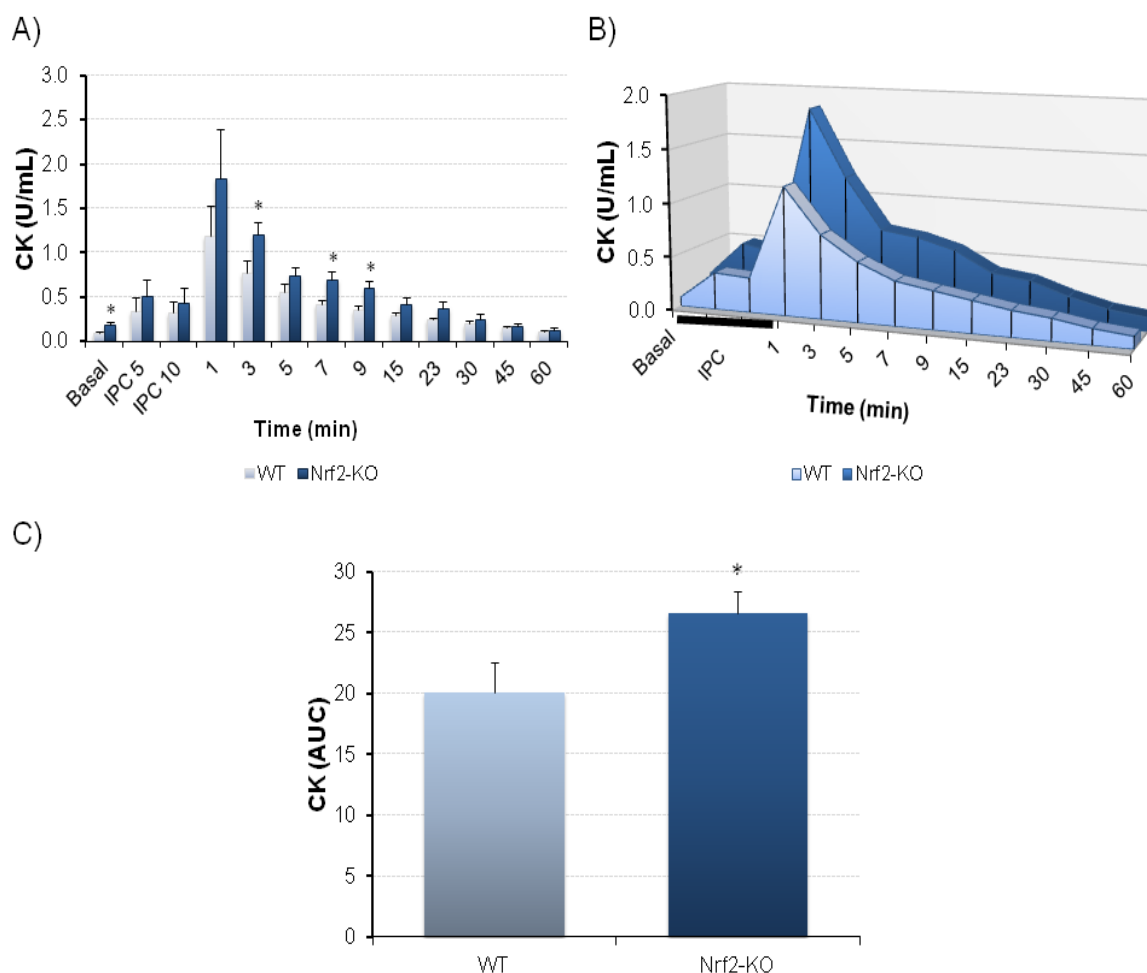 A)
CK (U/mL)
3.0
2.5
2.0
1.5
1.0
0.5
0.0
*
*
*
*
Basal
IPC 5
IPC 10
1
3
5
7
9
15
23
30
45
60
Time (min)
WT Nrf2-KO
B)
CK (U/mL)
2.0
1.5
1.0
0.5
0.0
Basal
IPC
1
3
5
7
9
15
23
30
45
60
Time (min)
WT Nrf2-KO
C)
CK (AUC)
30
25
20
15
10
5
0
*
WT
Nrf2-KO